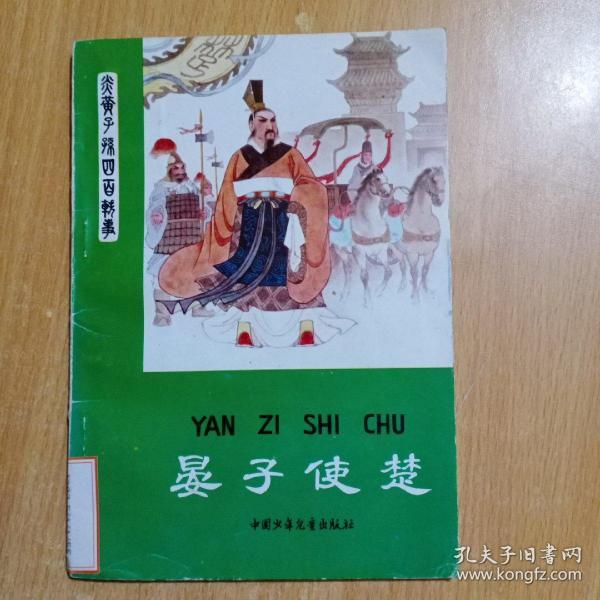 炎黄子孙四百轶事
YAN ZI SHI CHU
晏子使楚
中国少年儿童出版社
孔夫子旧书网
www.kongfz.com